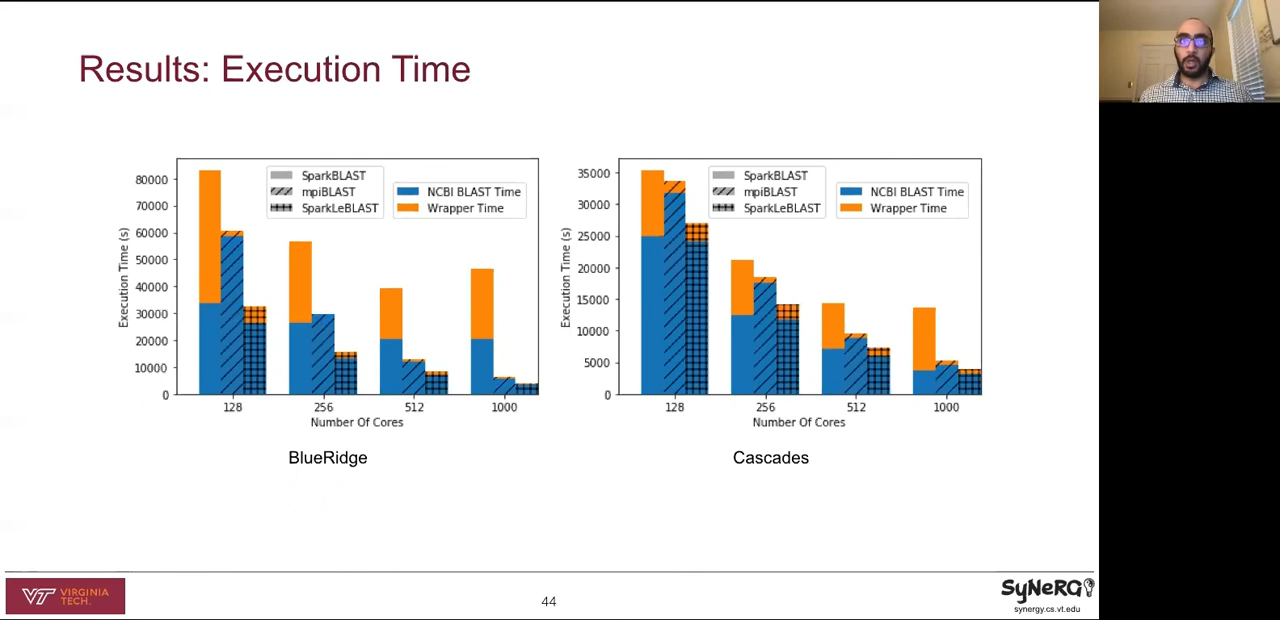 Results: Execution Time
80000
70000
60000
50000
40000
30000
20000
10000
0
Execution Time (s)
SparkBLAST
mpiBLAST
SparkLeBLAST
NCBI BLAST Time
Wrapper Time
128
256
512
1000
Number Of Cores
BlueRidge
35000
30000
25000
20000
15000
10000
5000
0
Execution Time (s)
SparkBLAST
mpiBLAST
SparkLeBLAST
NCBI BLAST Time
Wrapper Time
128
256
512
1000
Number Of Cores
Cascades
VT VIRGINIA
TECH.
44
SyNeRGy
synergy.cs.vt.edu